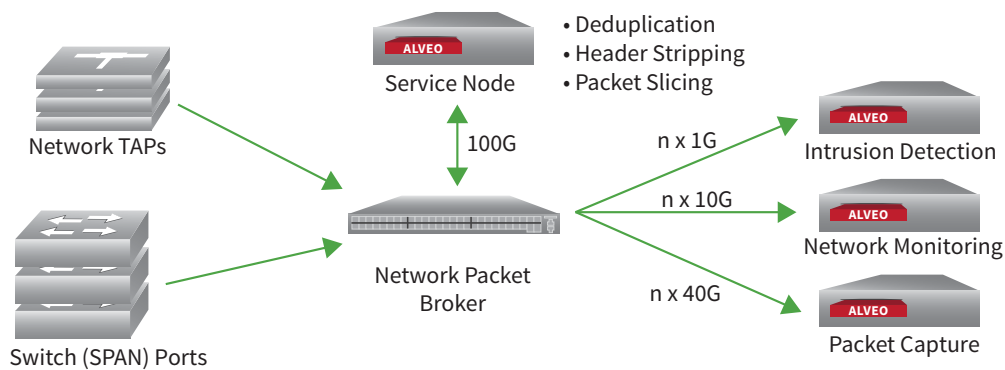 ALVEO
Service Node
• Deduplication
• Header Stripping
• Packet Slicing
Network TAPs
100G
n x 1G
ALVEO
Intrusion Detection
n x 10G
ALVEO
Network Monitoring
Network Packet
Broker
n x 40G
ALVEO
Packet Capture
Switch (SPAN) Ports